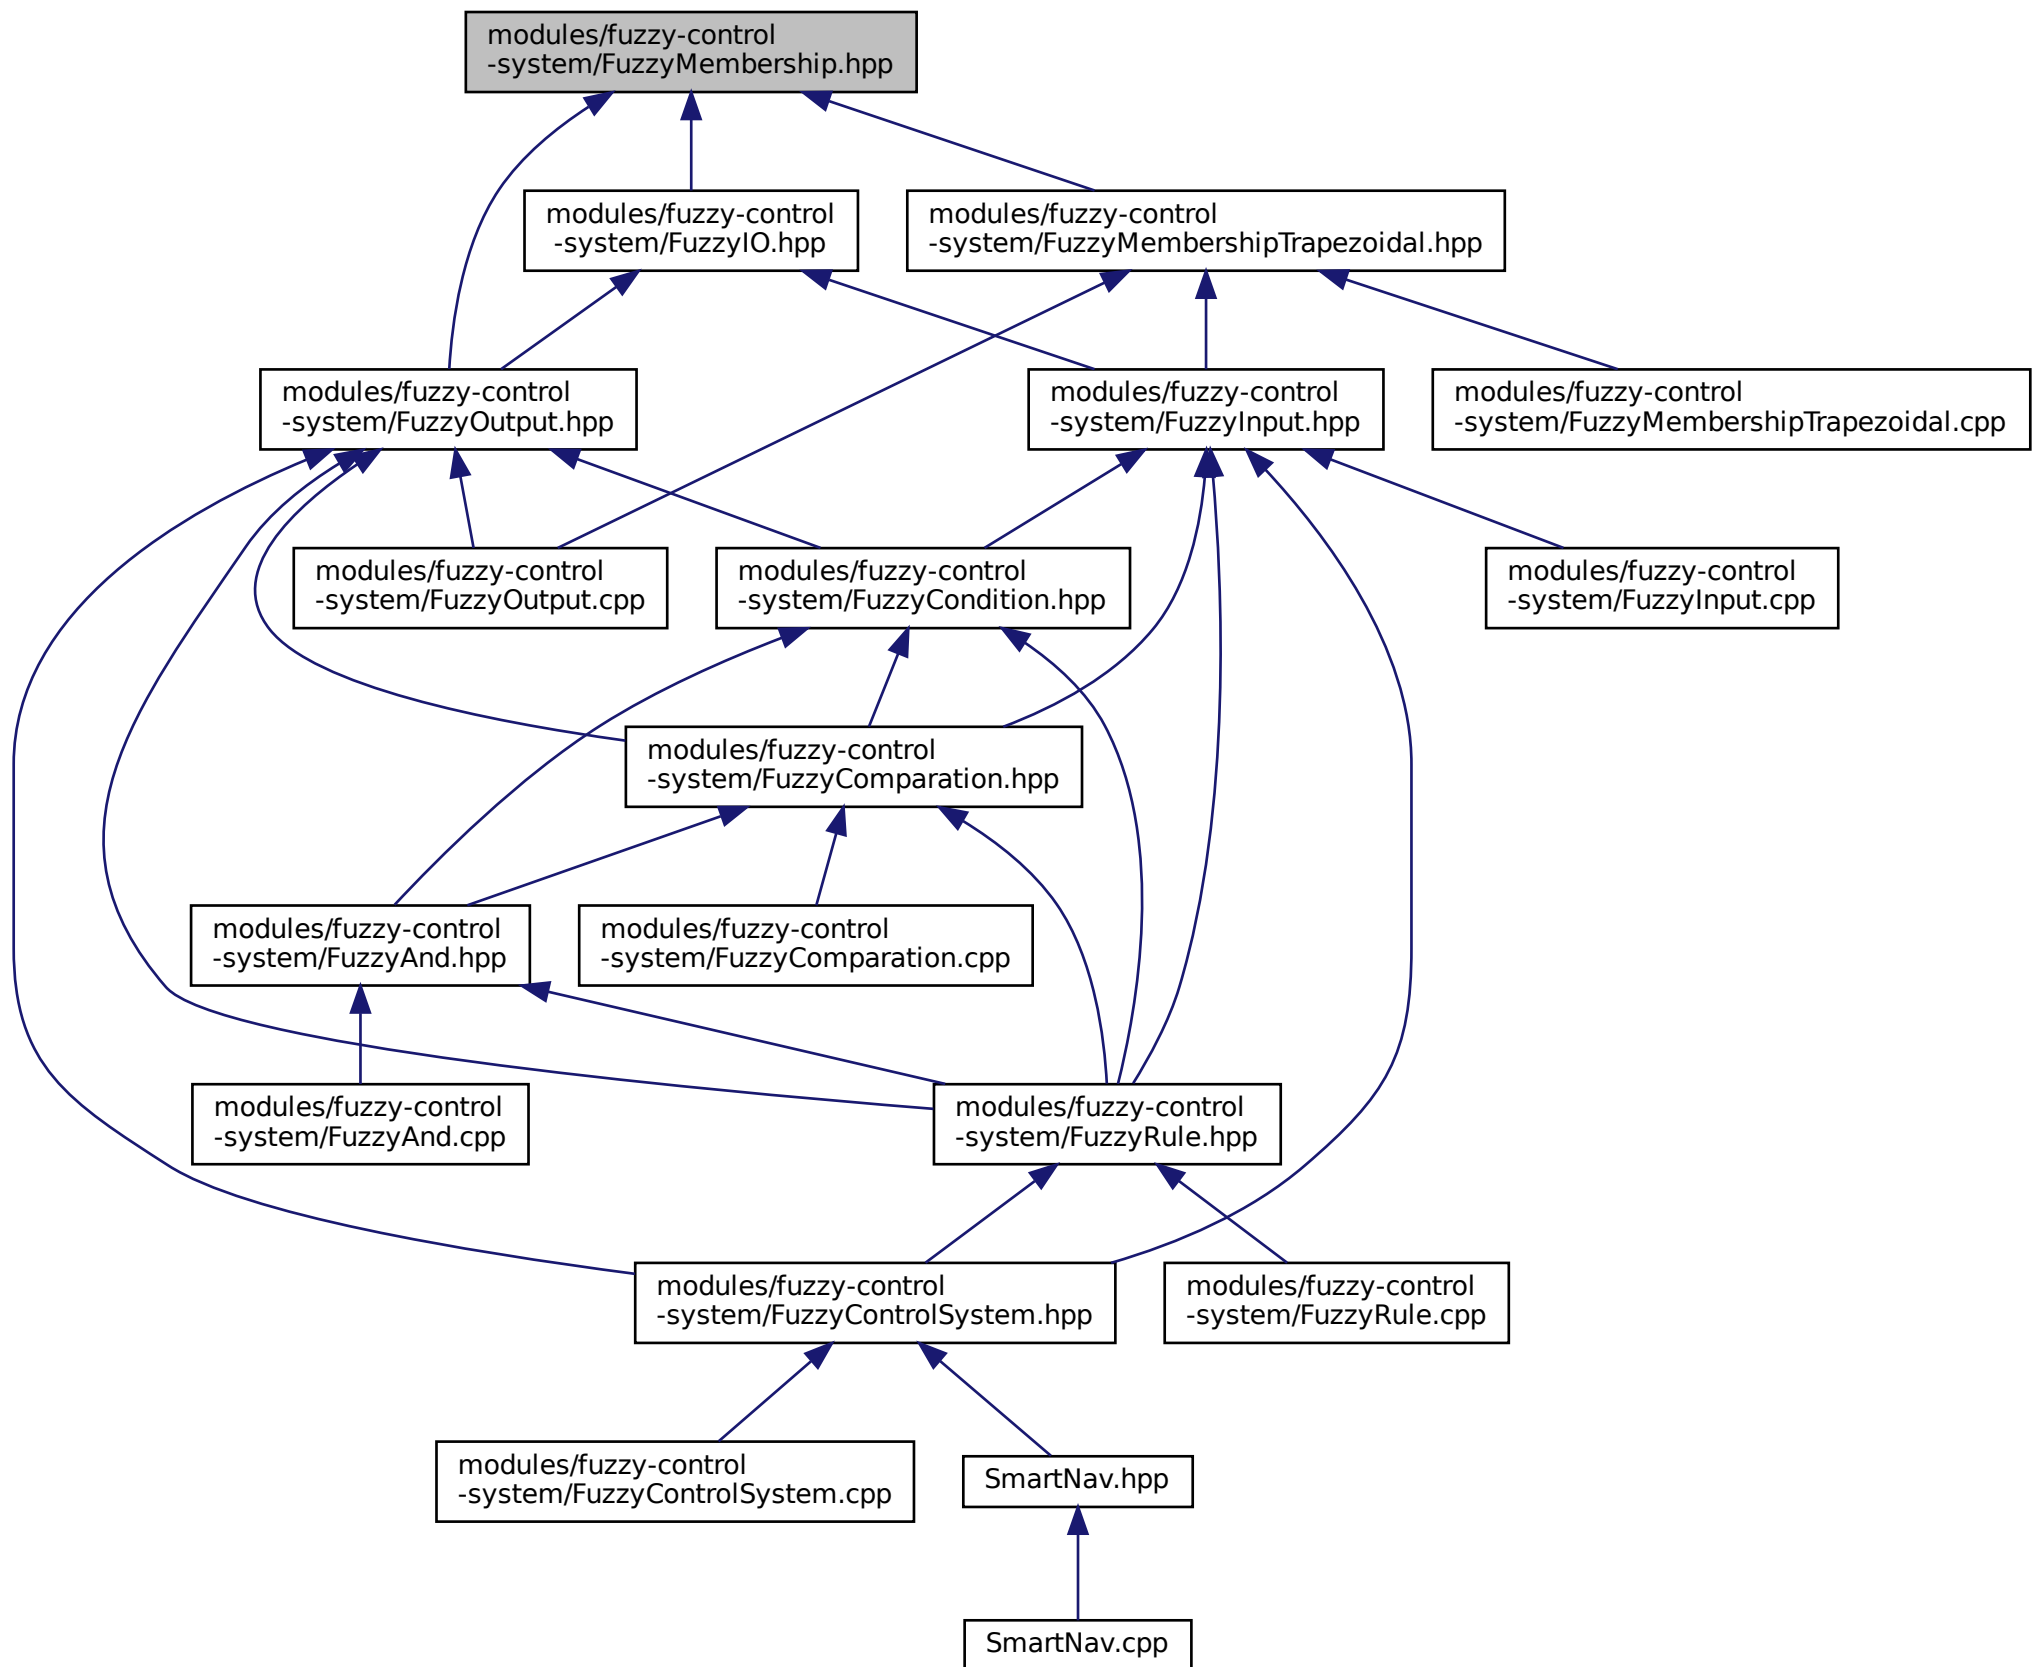 modules/fuzzy-control
-system/FuzzyMembership.hpp
modules/fuzzy-control
-system/FuzzyIO.hpp
modules/fuzzy-control
-system/FuzzyMembershipTrapezoidal.hpp
modules/fuzzy-control
-system/FuzzyOutput.hpp
modules/fuzzy-control
-system/FuzzyInput.hpp
modules/fuzzy-control
-system/FuzzyMembershipTrapezoidal.cpp
modules/fuzzy-control
-system/FuzzyOutput.cpp
modules/fuzzy-control
-system/FuzzyCondition.hpp
modules/fuzzy-control
-system/FuzzyInput.cpp
modules/fuzzy-control
-system/FuzzyComparation.hpp
modules/fuzzy-control
-system/FuzzyAnd.hpp
modules/fuzzy-control
-system/FuzzyComparation.cpp
modules/fuzzy-control
-system/FuzzyAnd.cpp
modules/fuzzy-control
-system/FuzzyRule.hpp
modules/fuzzy-control
-system/FuzzyControlSystem.hpp
modules/fuzzy-control
-system/FuzzyRule.cpp
modules/fuzzy-control
-system/FuzzyControlSystem.cpp
SmartNav.hpp
SmartNav.cpp